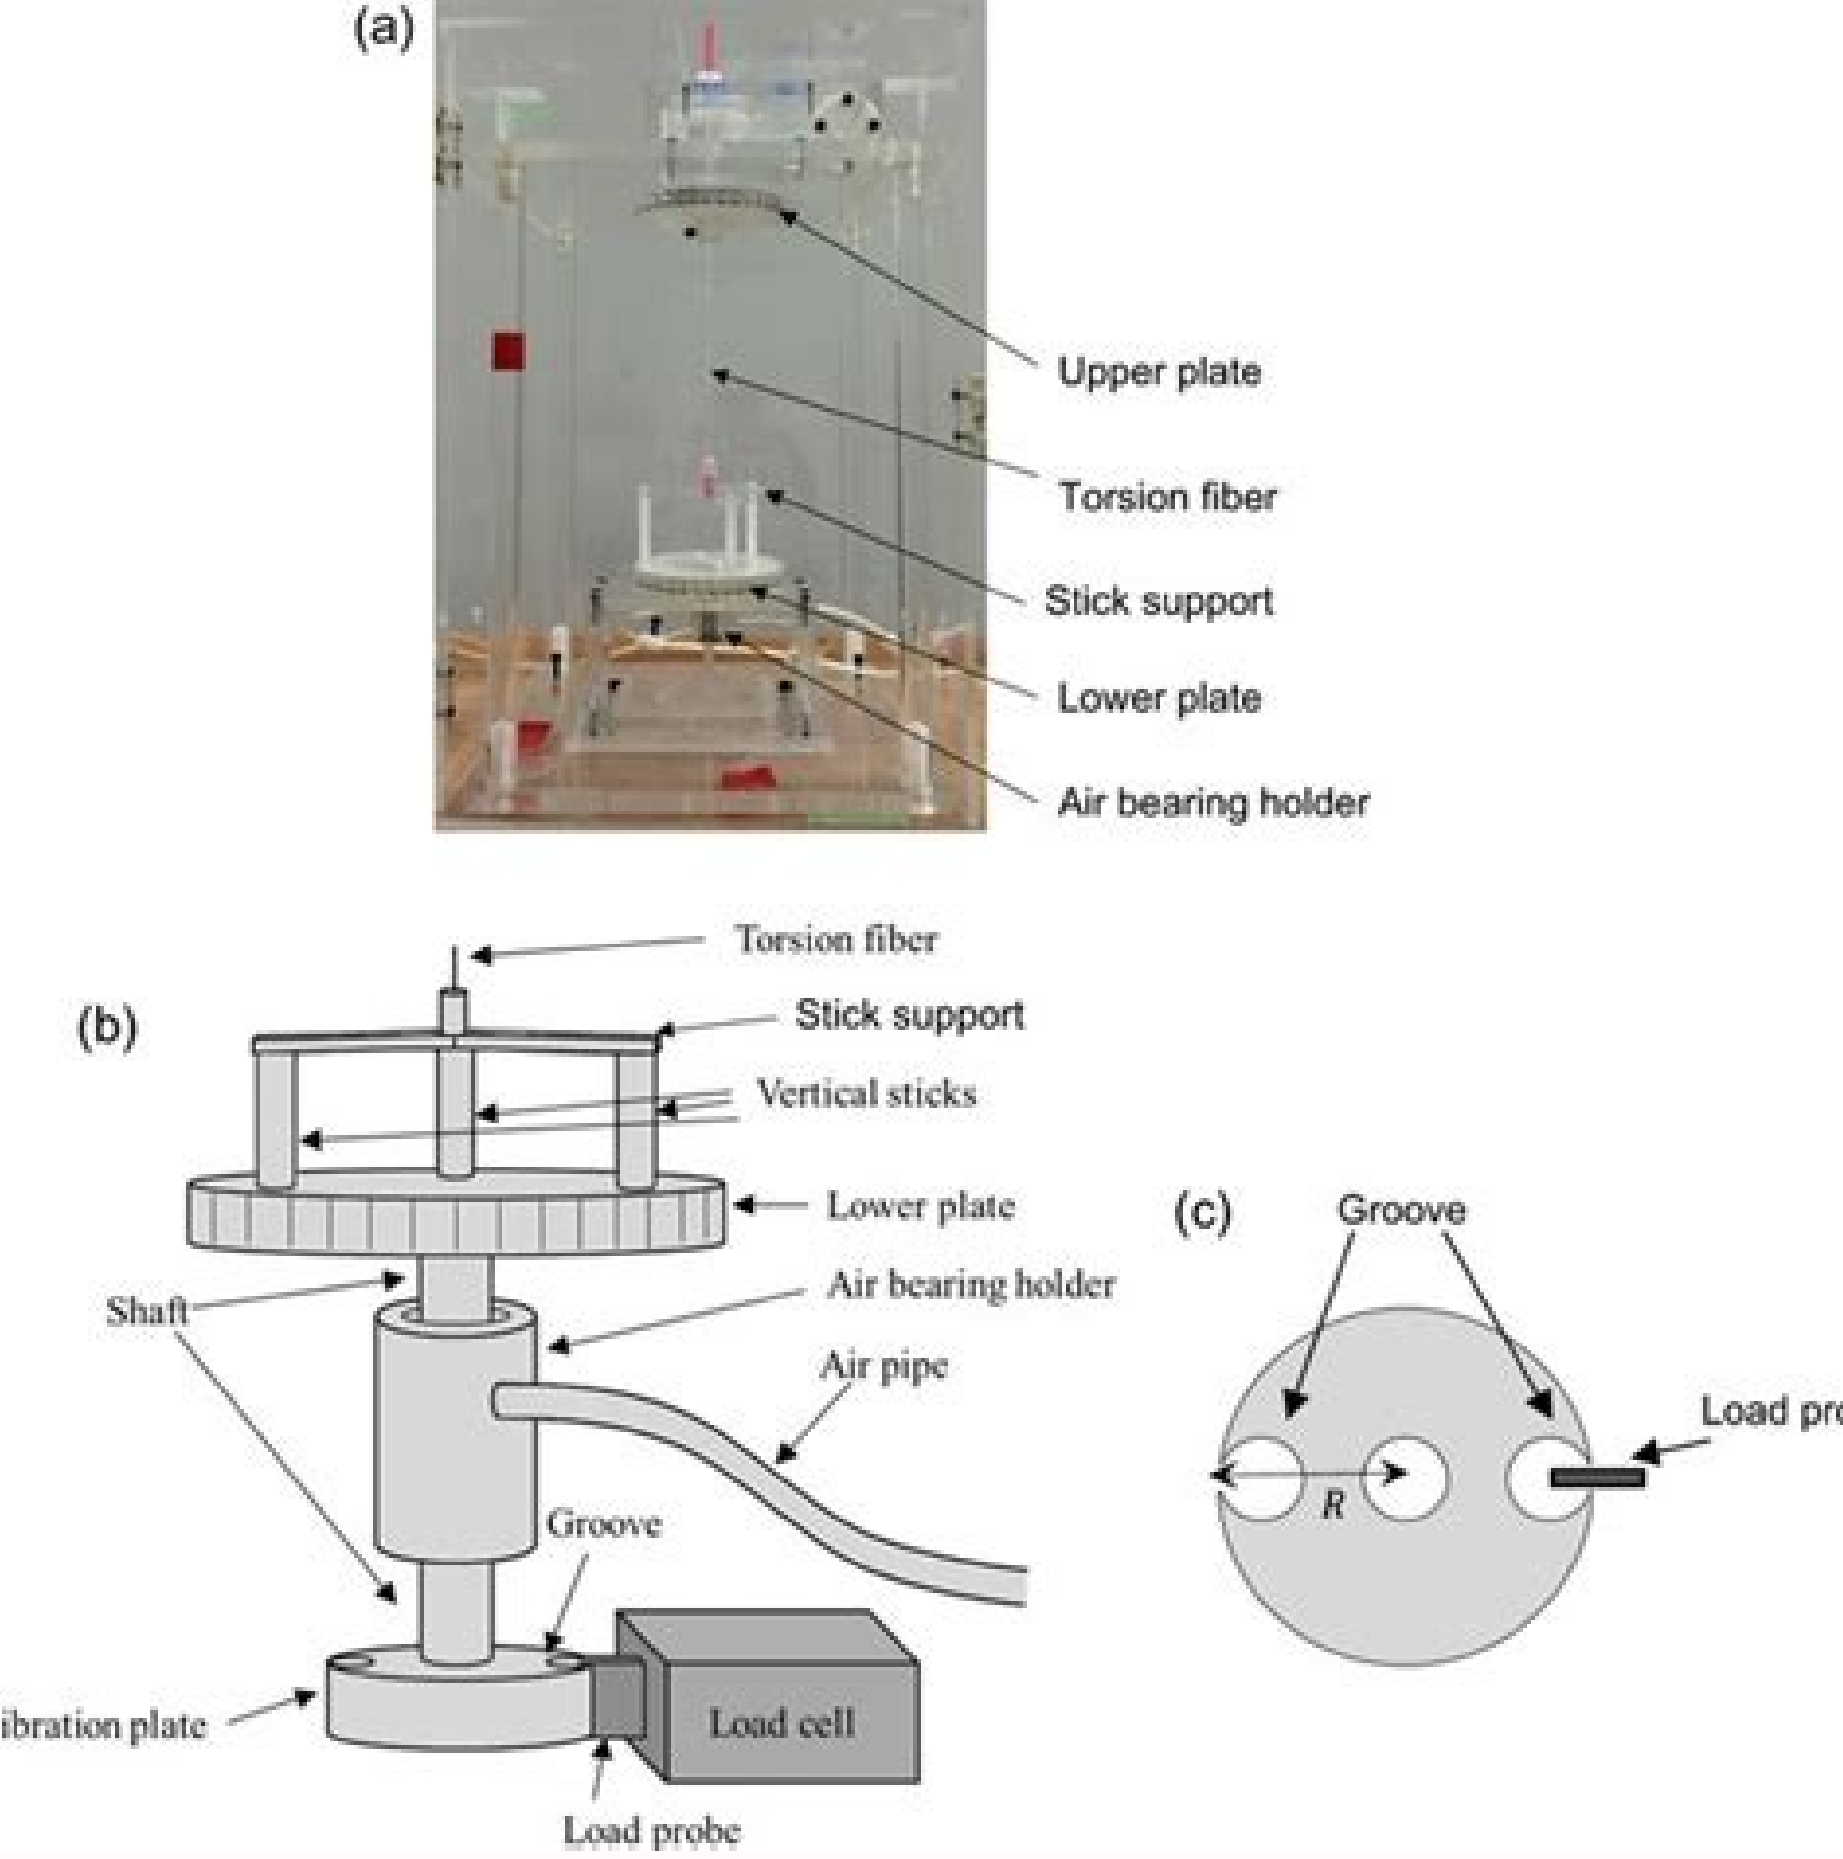 (a)
Upper plate
Torsion fiber
Stick support
Lower plate
Air bearing holder
(b)
Torsion fiber
Stick support
Vertical sticks
Lower plate
Shaft
Air bearing holder
Air pipe
Groove
ibration plate
Load cell
Load probe
(c)
Groove
R
Load pro